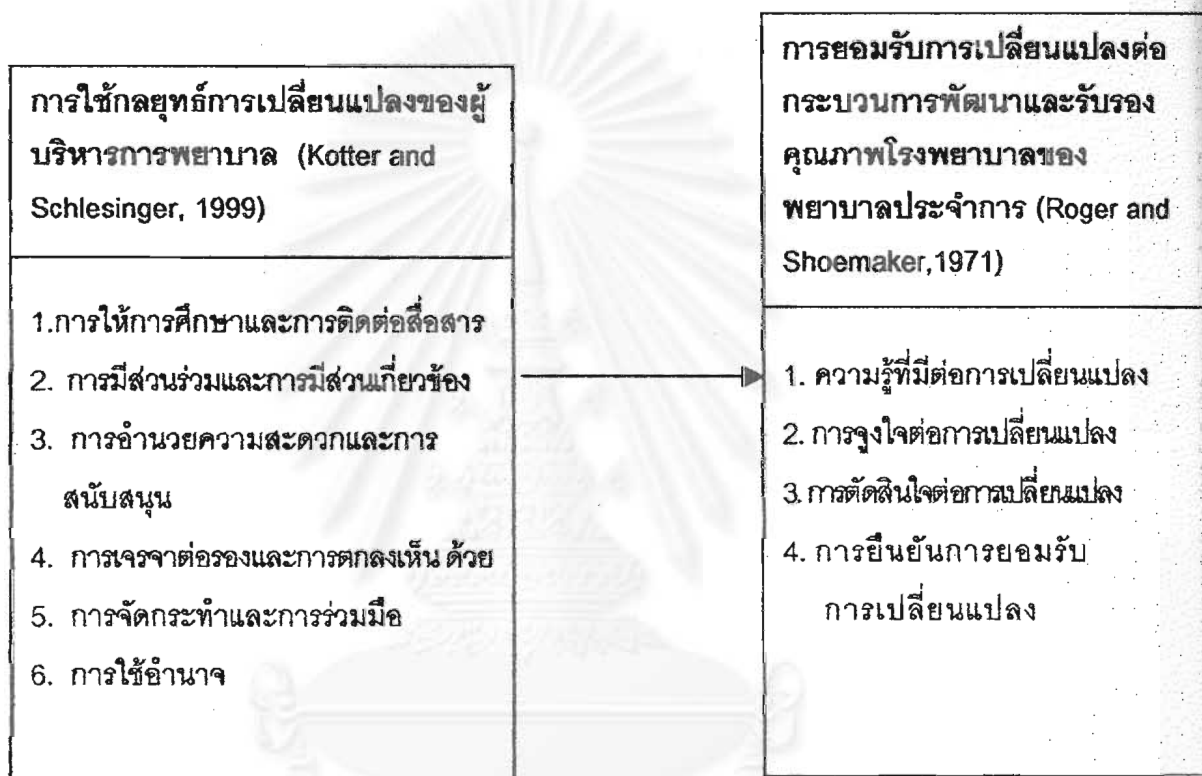 การใช้กลยุทธ์การเปลี่ยนแปลงของผู้
บริหารการพยาบาล (Kotter and
Schlesinger, 1999)
1.การให้การศึกษาและการติดต่อสื่อสาร
2. การมีส่วนร่วมและการมีส่วนเกี่ยวข้อง
3. การอำนวยความสะดวกและการ
สนับสนุน
4. การเจรจาต่อรองและการตกลงเห็น ด้วย
5. การจัดกระทำและการร่วมมือ
6. การใช้อำนาจ
การยอมรับการเปลี่ยนแปลงต่อ
กระบวนการพัฒนาและรับรอง
คุณภาพโรงพยาบาลของ
พยาบาลประจำการ (Roger and
Shoemaker,1971)
1. ความรู้ที่มีต่อการเปลี่ยนแปลง
2. การจูงใจต่อการเปลี่ยนแปลง
3. การตัดสินใจต่อการเปลี่ยนแปลง
4. การยืนยันการยอมรับ
การเปลี่ยนแปลง